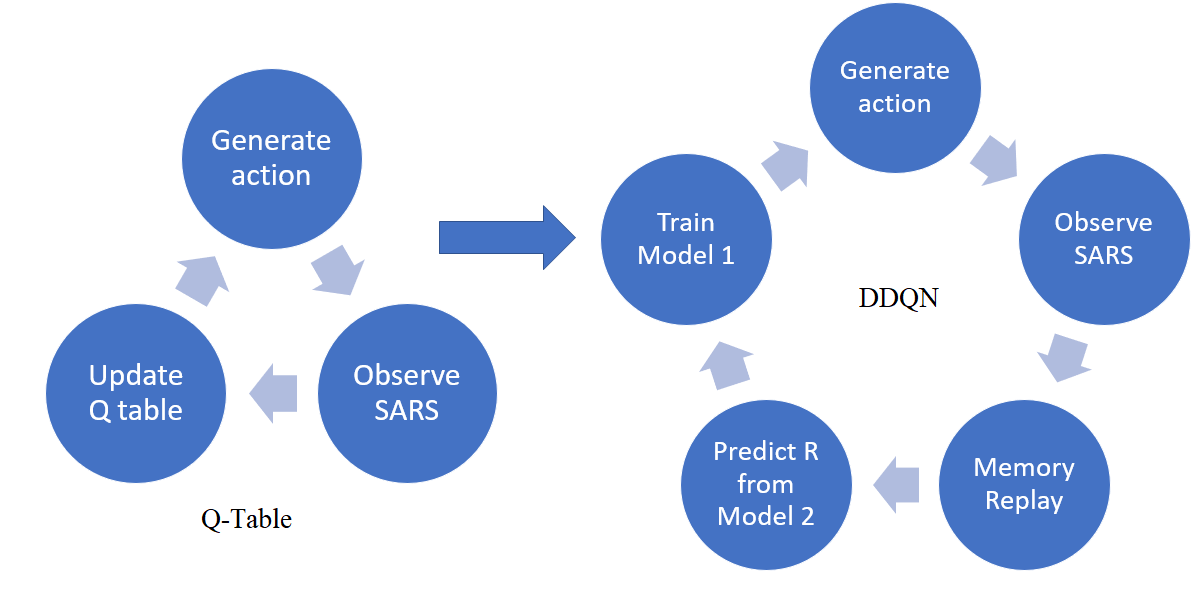 Generate
action
Observe
SARS
Update
Q table
Q-Table
Generate
action
Observe
SARS
Memory
Replay
Predict R
from
Model 2
Train
Model 1
DDQN